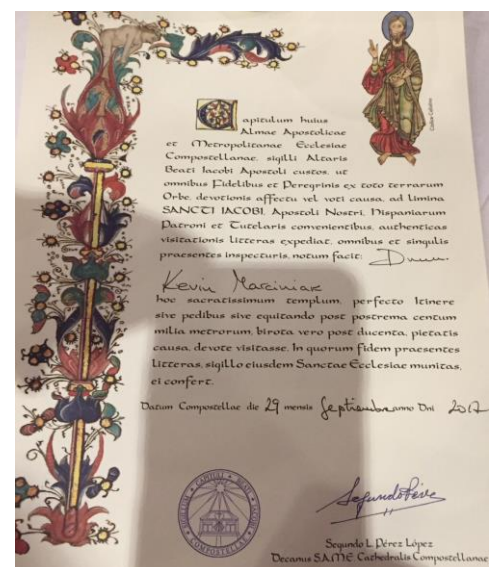 Capitulum huius
Almae Apostolicae
et Metropolitanae Ecclesiae
Compostellanae, sigilli Altaris
Beati Iacobi Apostoli custos, ut
omnibus Fidelibus et Peregrinis ex toto terrarum
Orbe, devotionis affectu vel voti causa, ad limina
SANCTI IACOBI, Apostoli Nostri, Hispaniarum
Patroni et Tutelaris convenientibus, authenticas
visitationis litteras expediat, omnibus et singulis
praesentes inspecturis, notum facit:
Kevin Marciniak
hoc sacratissimum templum, perfecto Itinere
sive pedibus sive equitando post postrema centum
milia metrorum, birota vero post ducenta, pietatis
causa, devote visitasse. In quorum fidem praesentes
litteras, sigillo eiusdem Sanctae Ecclesiae munitas,
ei confert.
Datum Compostellae die 29 mensis Septiembre anno Dni 2017
SIGILLUM CAPITULI COMPOSTELLAE
Segundo L. Pérez López
Decanus S.A.M.E. Cathedralis Compostellanae